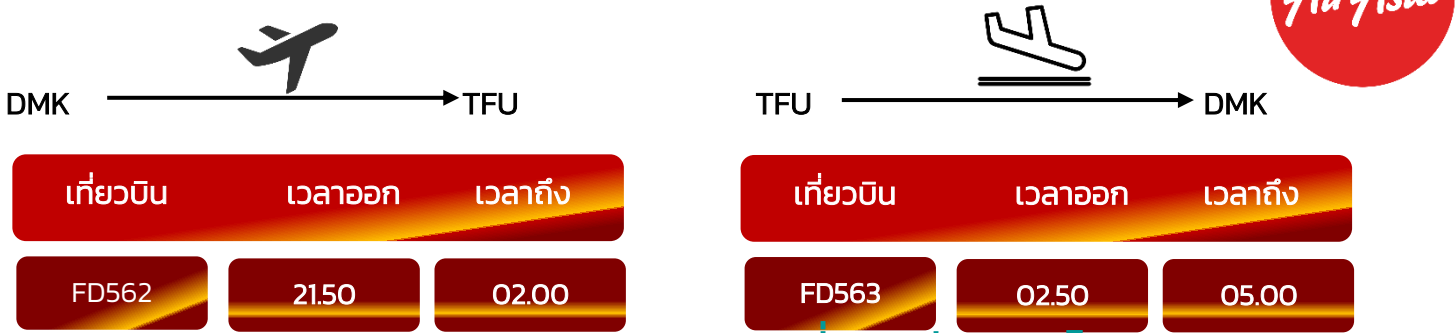 DMK TFU
TFU DMK
เที่ยวบิน เวลาออก เวลาถึง
เที่ยวบิน เวลาออก เวลาถึง
FD562 21.50 02.00
FD563 02.50 05.00